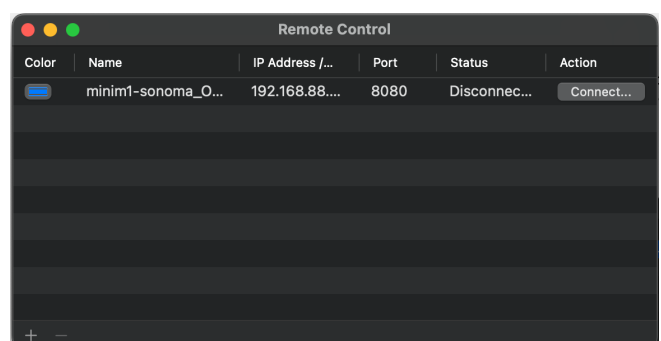 Remote Control
Color Name IP Address /... Port Status Action
minim1-sonoma_O... 192.168.88.... 8080 Disconnec... Connect...
+ −